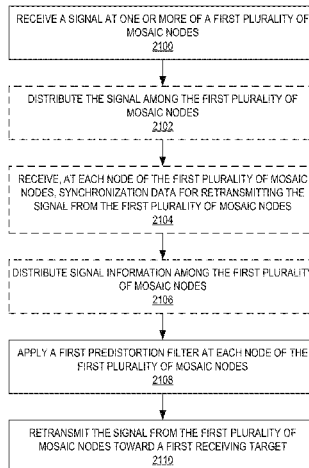 RECEIVE A SIGNAL AT ONE OR MORE OF A FIRST PLURALITY OF
MOSAIC NODES
2100
DISTRIBUTE THE SIGNAL AMONG THE FIRST PLURALITY OF
MOSAIC NODES
2102
RECEIVE, AT EACH NODE OF THE FIRST PLURALITY OF MOSAIC
NODES, SYNCHRONIZATION DATA FOR RETRANSMITTING THE
SIGNAL FROM THE FIRST PLURALITY OF MOSAIC NODES
2104
DISTRIBUTE SIGNAL INFORMATION AMONG THE FIRST PLURALITY
OF MOSAIC NODES
2106
APPLY A FIRST PREDISTORTION FILTER AT EACH NODE OF THE
FIRST PLURALITY OF MOSAIC NODES
2108
RETRANSMIT THE SIGNAL FROM THE FIRST PLURALITY OF
MOSAIC NODES TOWARD A FIRST RECEIVING TARGET
2110